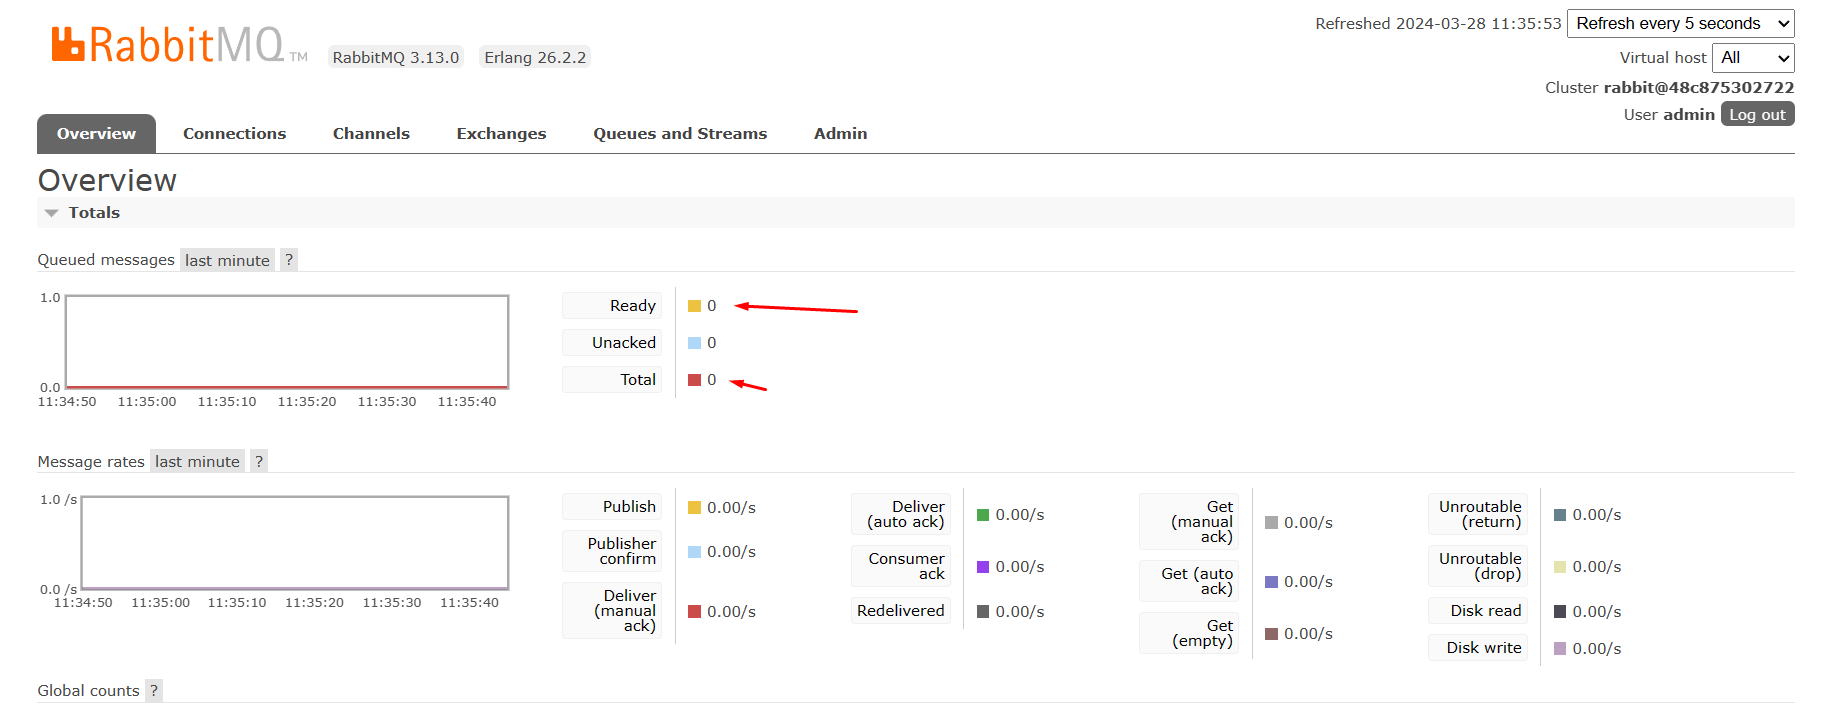 Refreshed 2024-03-28 11:35:53 Refresh every 5 seconds
RabbitMQ TM RabbitMQ 3.13.0 Erlang 26.2.2
Virtual host All
Cluster rabbit@48c875302722
User admin Log out
Overview Connections Channels Exchanges Queues and Streams Admin
Overview
Totals
Queued messages last minute ?
1.0
0.0
11:34:50 11:35:00 11:35:10 11:35:20 11:35:30 11:35:40
Ready 0
Unacked 0
Total 0
Message rates last minute ?
1.0 /s
0.0 /s
11:34:50 11:35:00 11:35:10 11:35:20 11:35:30 11:35:40
Publish 0.00/s
Publisher
confirm 0.00/s
Deliver
(manual
ack) 0.00/s
Deliver
(auto ack) 0.00/s
Consumer
ack 0.00/s
Redelivered 0.00/s
Get
(manual
ack) 0.00/s
Get (auto
ack) 0.00/s
Get
(empty) 0.00/s
Unroutable
(return) 0.00/s
Unroutable
(drop) 0.00/s
Disk read 0.00/s
Disk write 0.00/s
Global counts ?